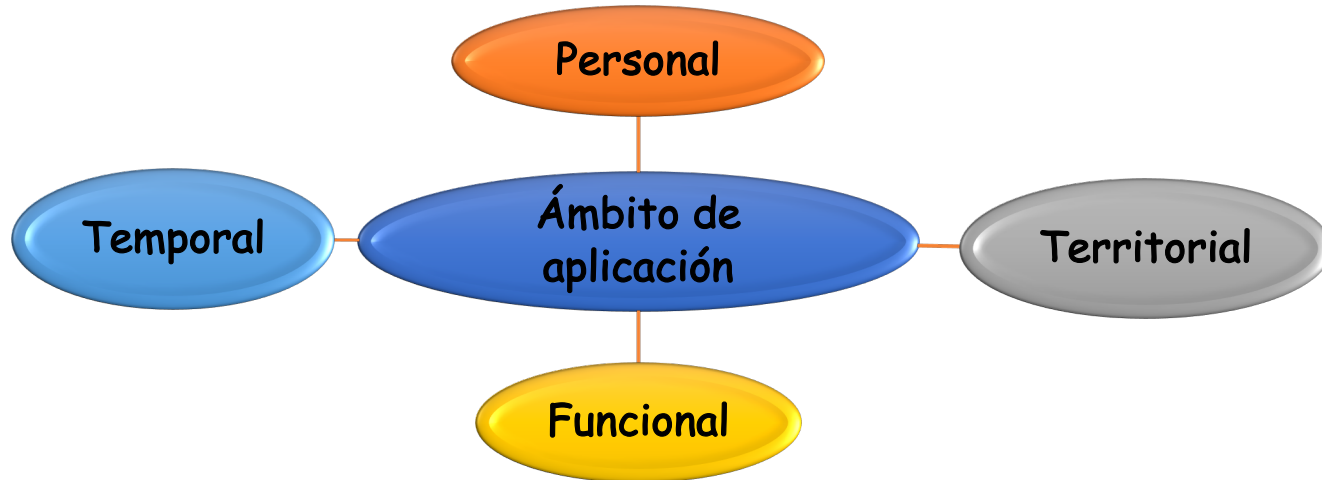 Personal
Temporal
Ámbito de
aplicación
Territorial
Funcional